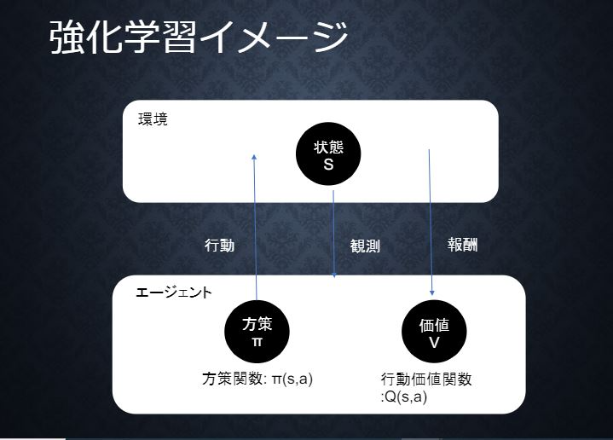 強化学習イメージ
環境
状態
S
行動
観測
報酬
エージェント
方策
π
価値
V
方策関数: π(s,a)
行動価値関数
:Q(s,a)